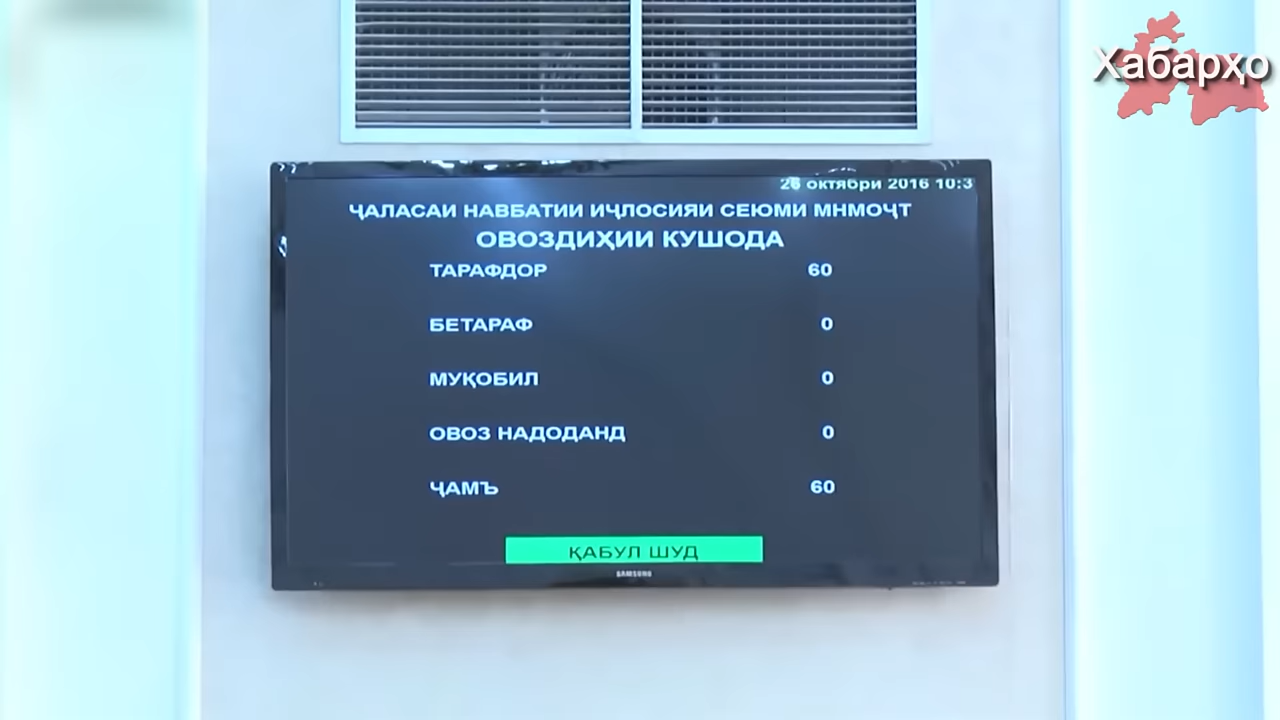 Хабарҳо
26 октябри 2016 10:3
ҶАЛАСАИ НАВБАТИИ ИҶЛОСИЯИ СЕЮМИ МНМОҶТ
ОВОЗДИҲИИ КУШОДА
ТАРАФДОР 60
БЕТАРАФ 0
МУҚОБИЛ 0
ОВОЗ НАДОДАНД 0
ҶАМЪ 60
ҚАБУЛ ШУД
SAMSUNG